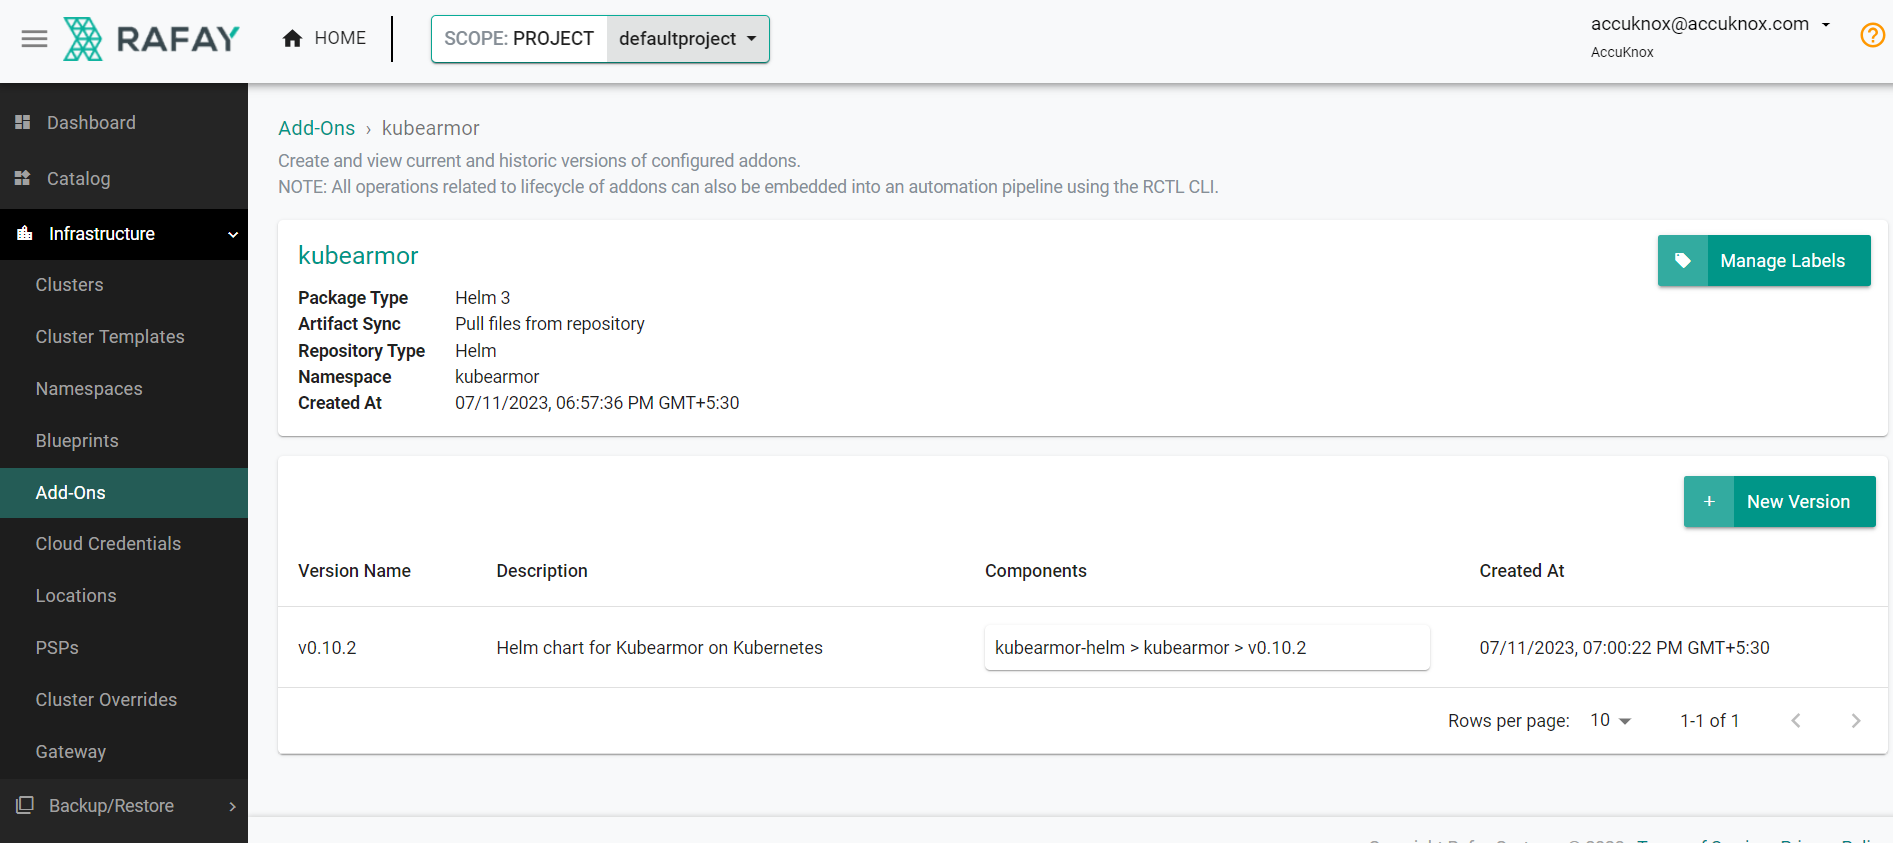 RAFAY
HOME
SCOPE: PROJECT defaultproject
accuknox@accuknox.com
AccuKnox
Dashboard
Catalog
Infrastructure
Clusters
Cluster Templates
Namespaces
Blueprints
Add-Ons
Cloud Credentials
Locations
PSPs
Cluster Overrides
Gateway
Backup/Restore
Add-Ons › kubearmor
Create and view current and historic versions of configured addons.
NOTE: All operations related to lifecycle of addons can also be embedded into an automation pipeline using the RCTL CLI.
kubearmor
Manage Labels
Package Type Helm 3
Artifact Sync Pull files from repository
Repository Type Helm
Namespace kubearmor
Created At 07/11/2023, 06:57:36 PM GMT+5:30
+ New Version
Version Name Description Components Created At
v0.10.2 Helm chart for Kubearmor on Kubernetes kubearmor-helm > kubearmor > v0.10.2 07/11/2023, 07:00:22 PM GMT+5:30
Rows per page: 10 1-1 of 1